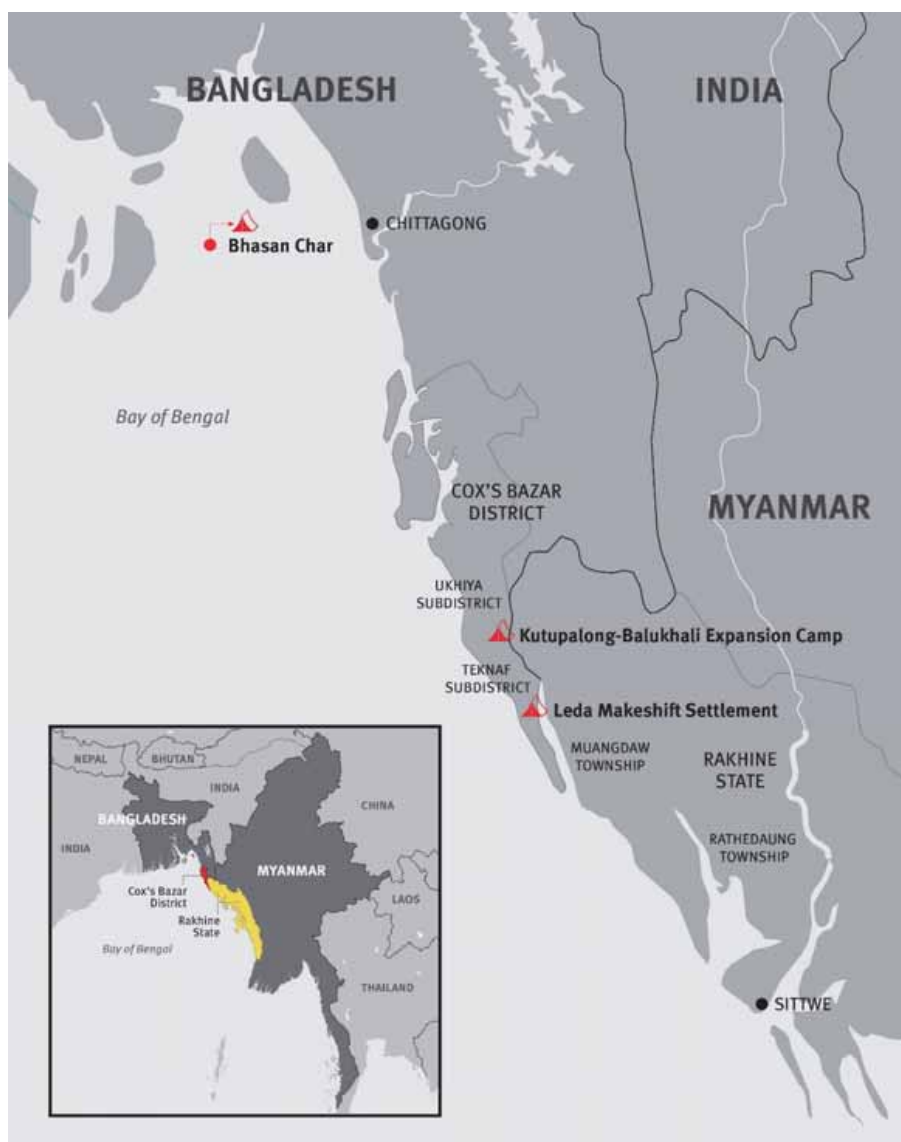 BANGLADESH
INDIA
CHITTAGONG
Bhasan Char
Bay of Bengal
COX'S BAZAR
DISTRICT
MYANMAR
UKHIYA
SUBDISTRICT
Kutupalong-Balukhali Expansion Camp
TEKNAF
SUBDISTRICT
Leda Makeshift Settlement
MUANGDAW
TOWNSHIP
RAKHINE
STATE
RATHEDAUNG
TOWNSHIP
SITTWE
NEPAL
BHUTAN
INDIA
CHINA
BANGLADESH
INDIA
MYANMAR
Cox's Bazar
District
LAOS
Rakhine
State
Bay of Bengal
THAILAND